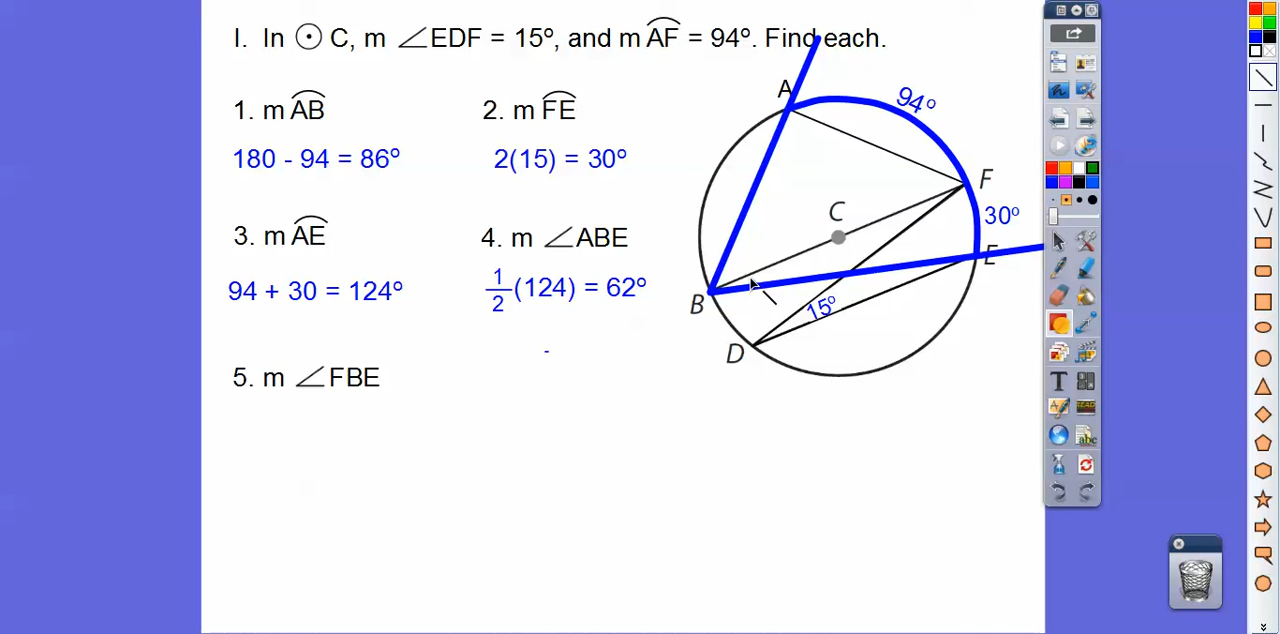 I. In ⊙ C, m ∠EDF = 15º, and m AF = 94º. Find each.
1. m AB
2. m FE
180 - 94 = 86º
2(15) = 30º
3. m AE
4. m ∠ABE
94 + 30 = 124º
1/2 (124) = 62º
5. m ∠FBE
A
94º
F
C
30º
E
B
15º
D